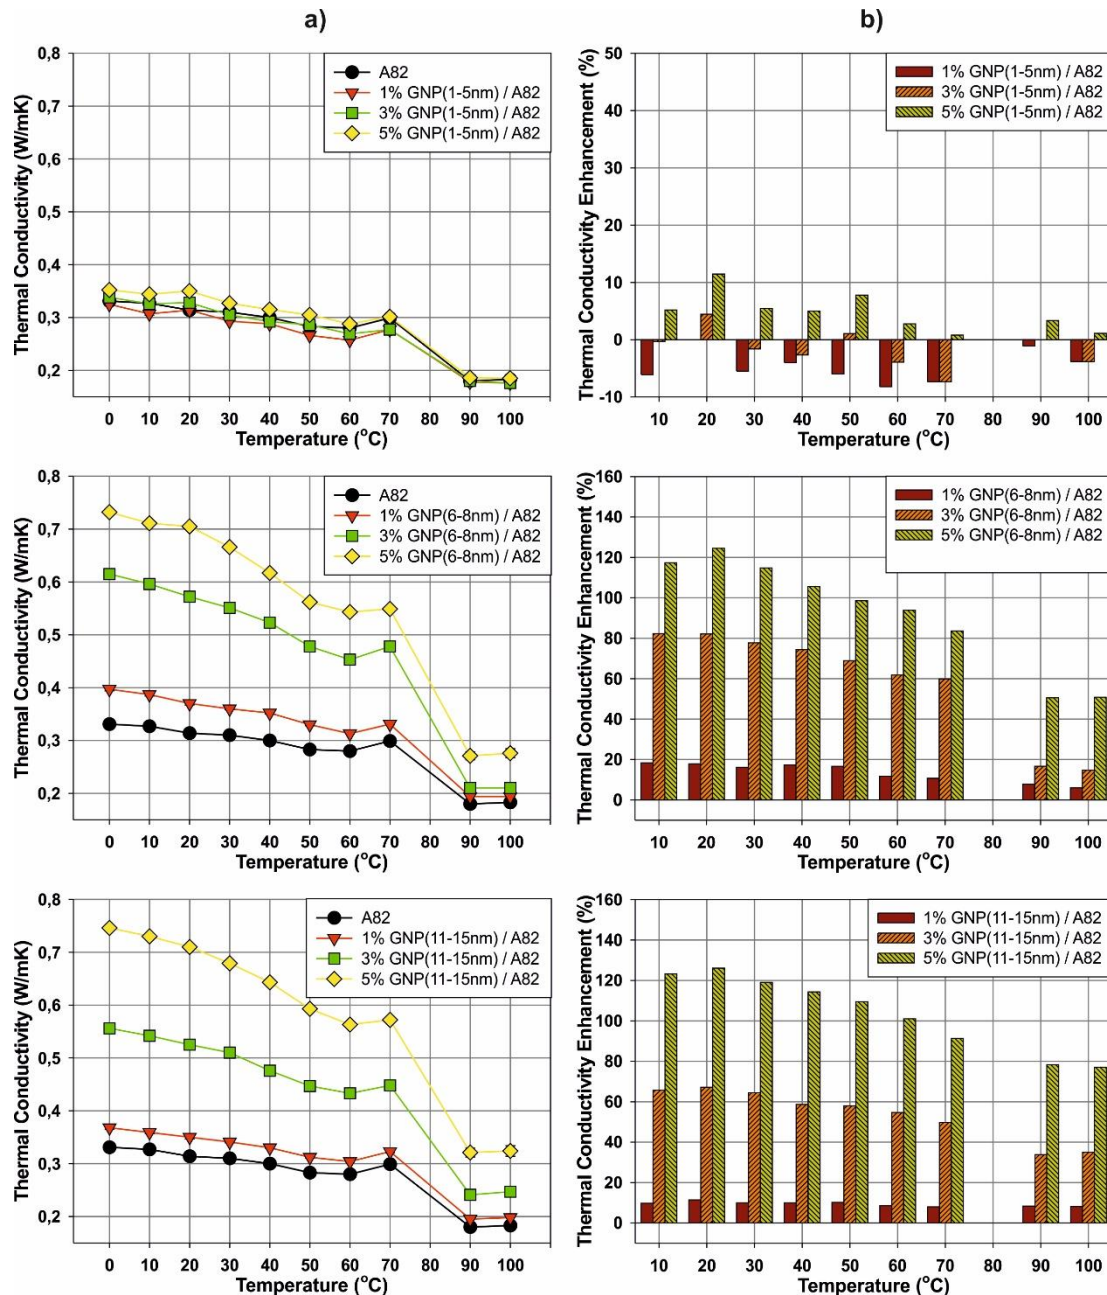 a)
Thermal Conductivity (W/mK)
0,8
0,7
0,6
0,5
0,4
0,3
0,2
A82
1% GNP(1-5nm) / A82
3% GNP(1-5nm) / A82
5% GNP(1-5nm) / A82
0 10 20 30 40 50 60 70 80 90 100
Temperature (°C)
b)
Thermal Conductivity Enhancement (%)
50
40
30
20
10
0
-10
1% GNP(1-5nm) / A82
3% GNP(1-5nm) / A82
5% GNP(1-5nm) / A82
10 20 30 40 50 60 70 80 90 100
Temperature (°C)
Thermal Conductivity (W/mK)
0,8
0,7
0,6
0,5
0,4
0,3
0,2
A82
1% GNP(6-8nm) / A82
3% GNP(6-8nm) / A82
5% GNP(6-8nm) / A82
0 10 20 30 40 50 60 70 80 90 100
Temperature (°C)
Thermal Conductivity Enhancement (%)
160
140
120
100
80
60
40
20
0
1% GNP(6-8nm) / A82
3% GNP(6-8nm) / A82
5% GNP(6-8nm) / A82
10 20 30 40 50 60 70 80 90 100
Temperature (°C)
Thermal Conductivity (W/mK)
0,8
0,7
0,6
0,5
0,4
0,3
0,2
A82
1% GNP(11-15nm) / A82
3% GNP(11-15nm) / A82
5% GNP(11-15nm) / A82
0 10 20 30 40 50 60 70 80 90 100
Temperature (°C)
Thermal Conductivity Enhancement (%)
160
140
120
100
80
60
40
20
0
1% GNP(11-15nm) / A82
3% GNP(11-15nm) / A82
5% GNP(11-15nm) / A82
10 20 30 40 50 60 70 80 90 100
Temperature (°C)